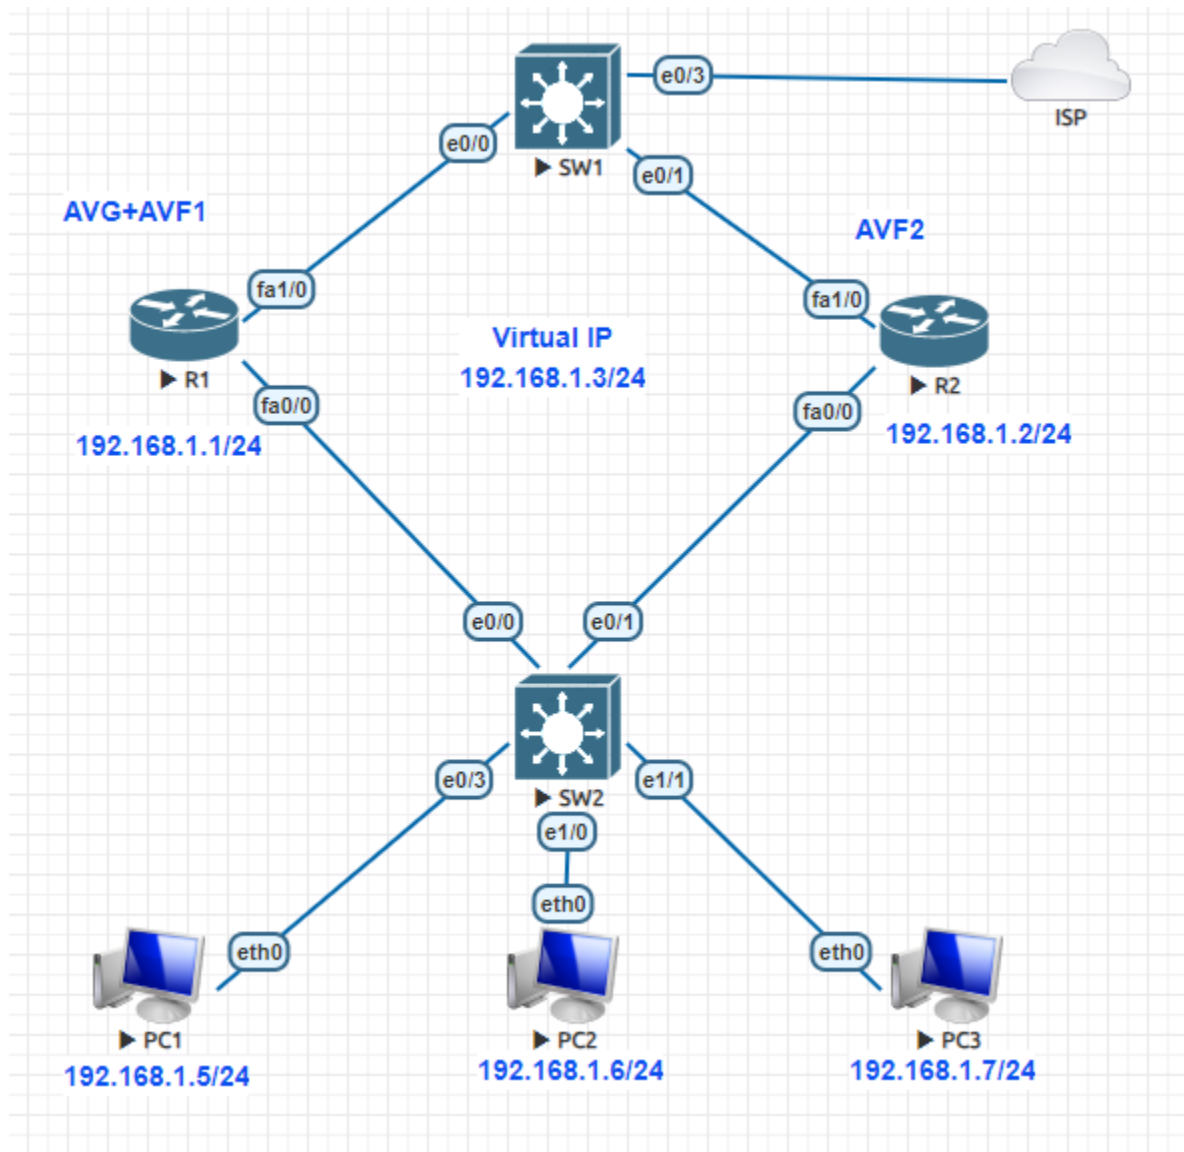 e0/3
ISP
e0/0
SW1
e0/1
AVG+AVF1
AVF2
fa1/0
fa1/0
Virtual IP
192.168.1.3/24
R1
R2
fa0/0
fa0/0
192.168.1.1/24
192.168.1.2/24
e0/0
e0/1
e0/3
SW2
e1/1
e1/0
eth0
eth0
eth0
PC1
PC2
PC3
192.168.1.5/24
192.168.1.6/24
192.168.1.7/24